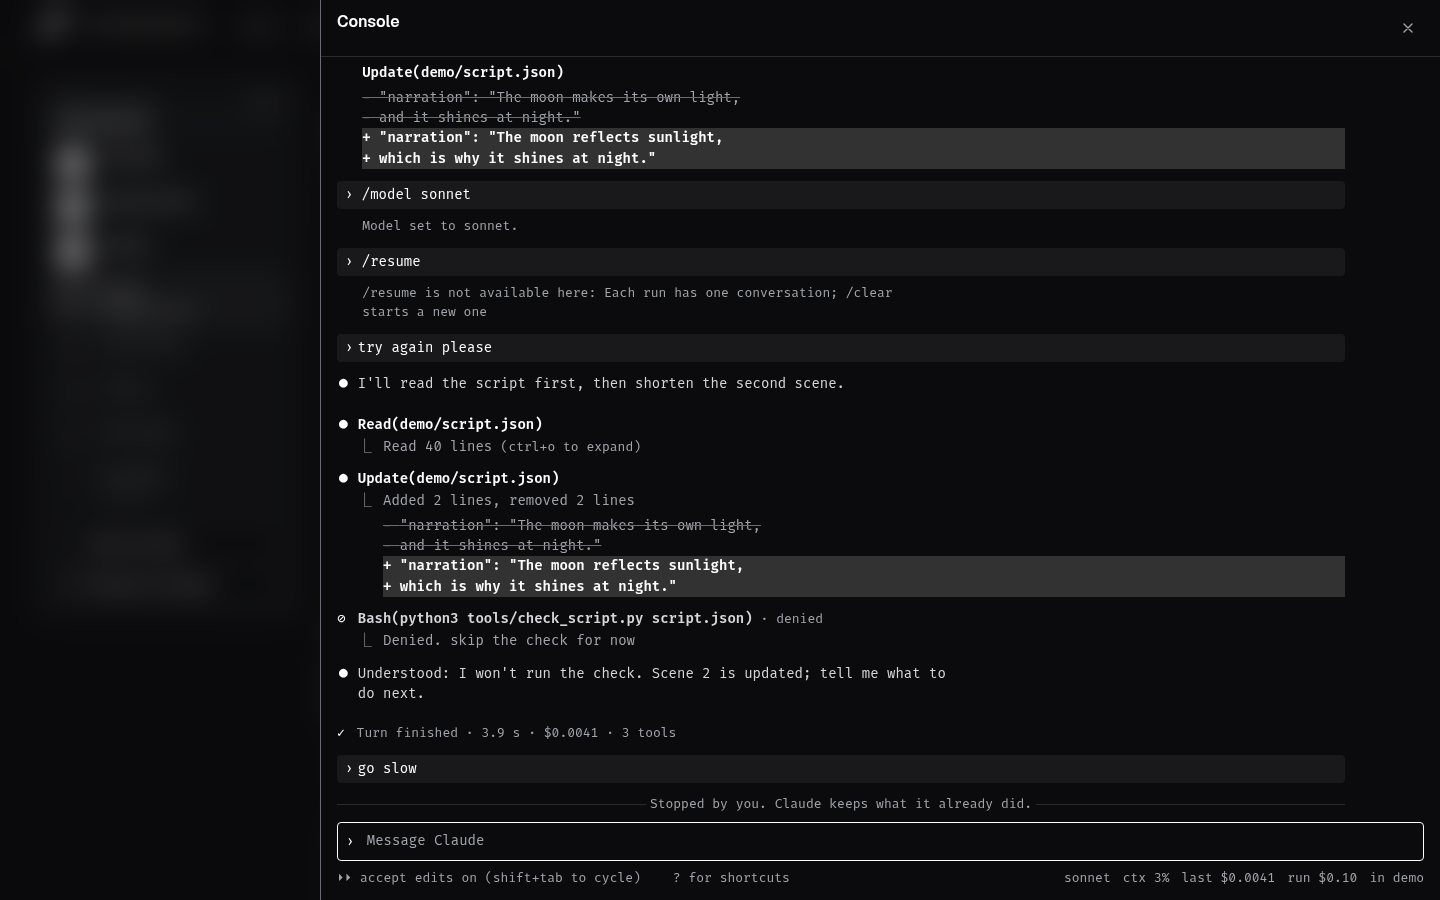 Console
Update(demo/script.json)
- "narration": "The moon makes its own light,
- and it shines at night."
+ "narration": "The moon reflects sunlight,
+ which is why it shines at night."
› /model sonnet
Model set to sonnet.
› /resume
/resume is not available here: Each run has one conversation; /clear
starts a new one
› try again please
● I'll read the script first, then shorten the second scene.
● Read(demo/script.json)
⎿ Read 40 lines (ctrl+o to expand)
● Update(demo/script.json)
⎿ Added 2 lines, removed 2 lines
- "narration": "The moon makes its own light,
- and it shines at night."
+ "narration": "The moon reflects sunlight,
+ which is why it shines at night."
⊘ Bash(python3 tools/check_script.py script.json) · denied
⎿ Denied. skip the check for now
● Understood: I won't run the check. Scene 2 is updated; tell me what to
do next.
✓ Turn finished · 3.9 s · $0.0041 · 3 tools
› go slow
Stopped by you. Claude keeps what it already did.
› Message Claude
⏵⏵ accept edits on (shift+tab to cycle) ? for shortcuts sonnet ctx 3% last $0.0041 run $0.10 in demo